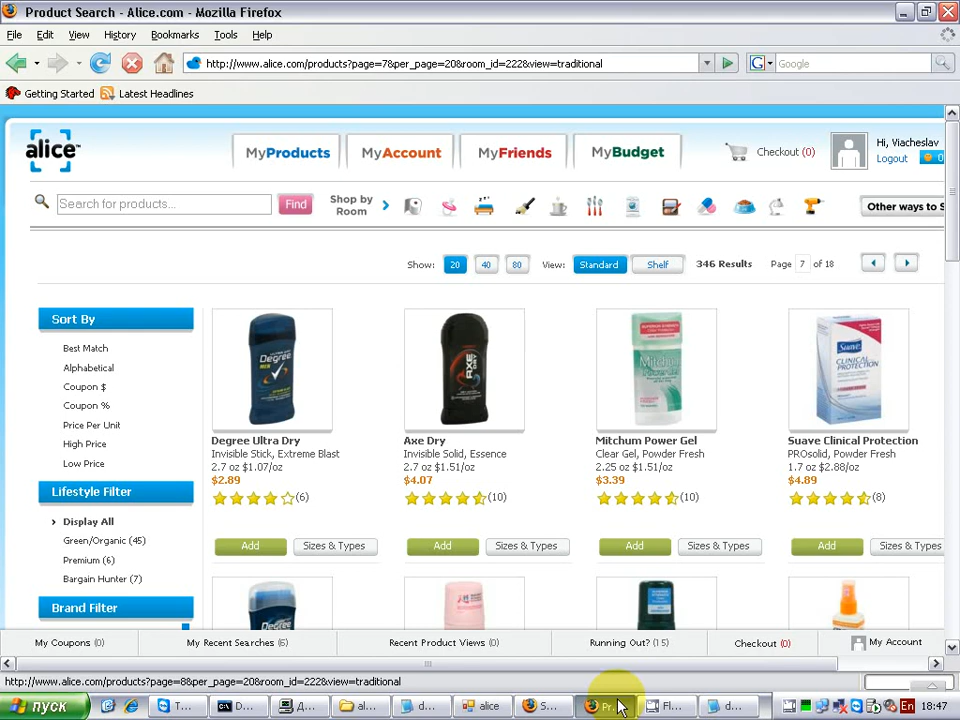 Product Search - Alice.com - Mozilla Firefox
File Edit View History Bookmarks Tools Help
http://www.alice.com/products?page=7&per_page=20&room_id=222&view=traditional
Google
Getting Started Latest Headlines
alice™
MyProducts MyAccount MyFriends MyBudget
Checkout (0)
Hi, Viacheslav
Logout 0
Search for products... Find
Shop by Room
Other ways to S
Show: 20 40 80 View: Standard Shelf 346 Results Page 7 of 18
Sort By
Best Match
Alphabetical
Coupon $
Coupon %
Price Per Unit
High Price
Low Price
Lifestyle Filter
Display All
Green/Organic (45)
Premium (6)
Bargain Hunter (7)
Brand Filter
Degree Ultra Dry
Invisible Stick, Extreme Blast
2.7 oz $1.07/oz
$2.89
(6)
Add Sizes & Types
Axe Dry
Invisible Solid, Essence
2.7 oz $1.51/oz
$4.07
(10)
Add Sizes & Types
Mitchum Power Gel
Clear Gel, Powder Fresh
2.25 oz $1.51/oz
$3.39
(10)
Add Sizes & Types
Suave Clinical Protection
PROsolid, Powder Fresh
1.7 oz $2.88/oz
$4.89
(8)
Add Sizes & Types
My Coupons (0) My Recent Searches (6) Recent Product Views (0) Running Out? (15) Checkout (0) My Account
http://www.alice.com/products?page=8&per_page=20&room_id=222&view=traditional
пуск T... D... Д... al... d... alice S... Pr... Fl... d... En 18:47